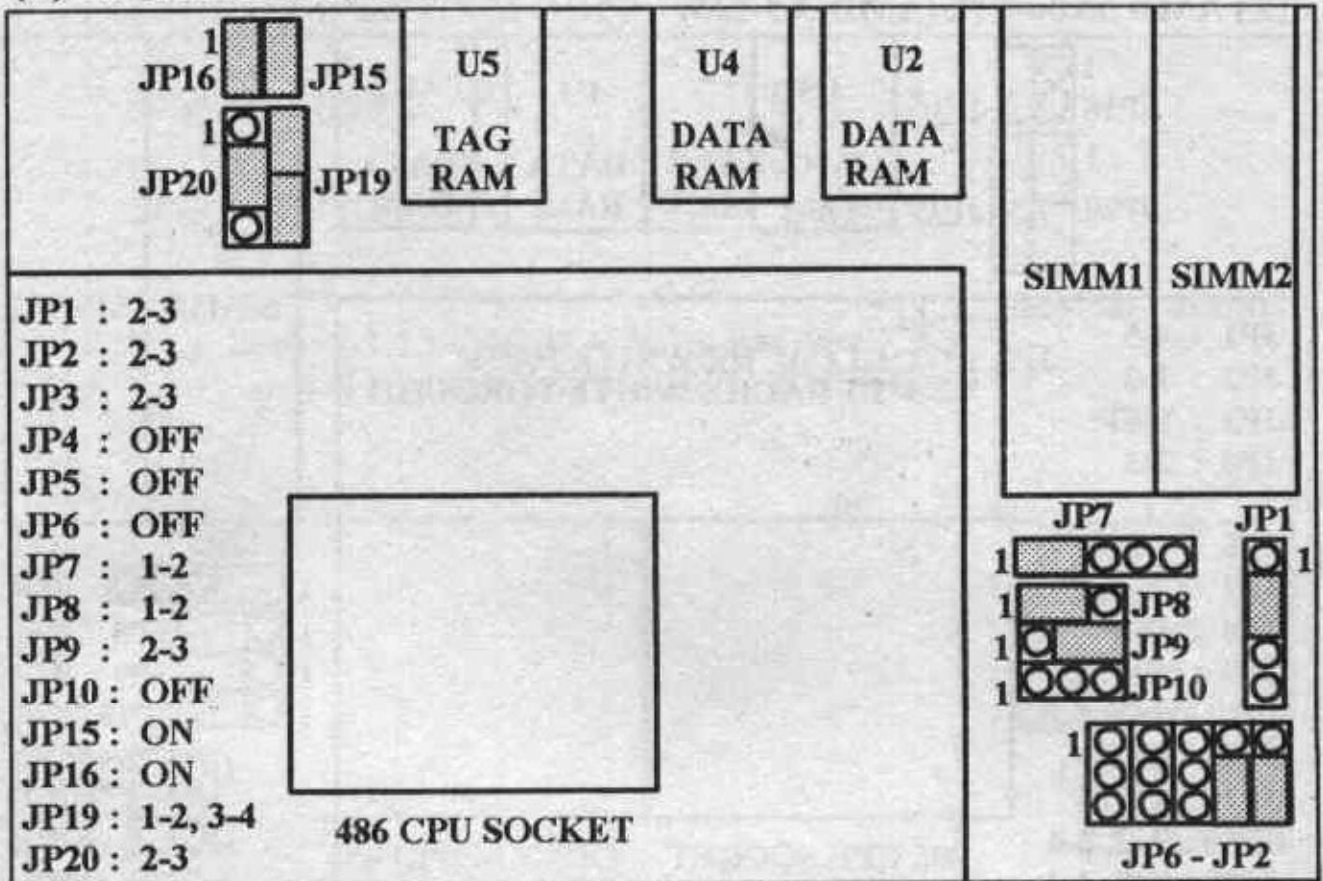 1
JP16
JP15
1
JP20
JP19
U5
TAG
RAM
U4
DATA
RAM
U2
DATA
RAM
SIMM1
SIMM2
JP1 : 2-3
JP2 : 2-3
JP3 : 2-3
JP4 : OFF
JP5 : OFF
JP6 : OFF
JP7 : 1-2
JP8 : 1-2
JP9 : 2-3
JP10 : OFF
JP15 : ON
JP16 : ON
JP19 : 1-2, 3-4
JP20 : 2-3
486 CPU SOCKET
JP7
1
JP1
1
1
JP8
1
JP9
1
JP10
1
JP6 - JP2